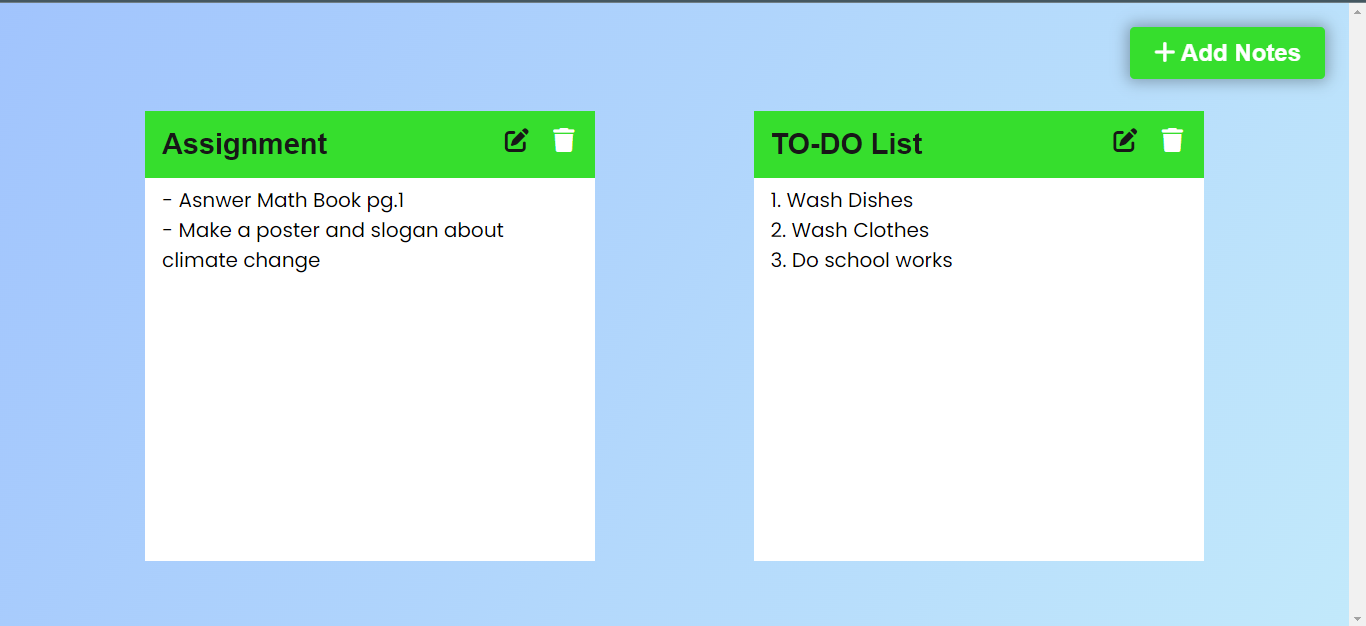 Add Notes
Assignment
- Asnwer Math Book pg.1
- Make a poster and slogan about
climate change
TO-DO List
1. Wash Dishes
2. Wash Clothes
3. Do school works